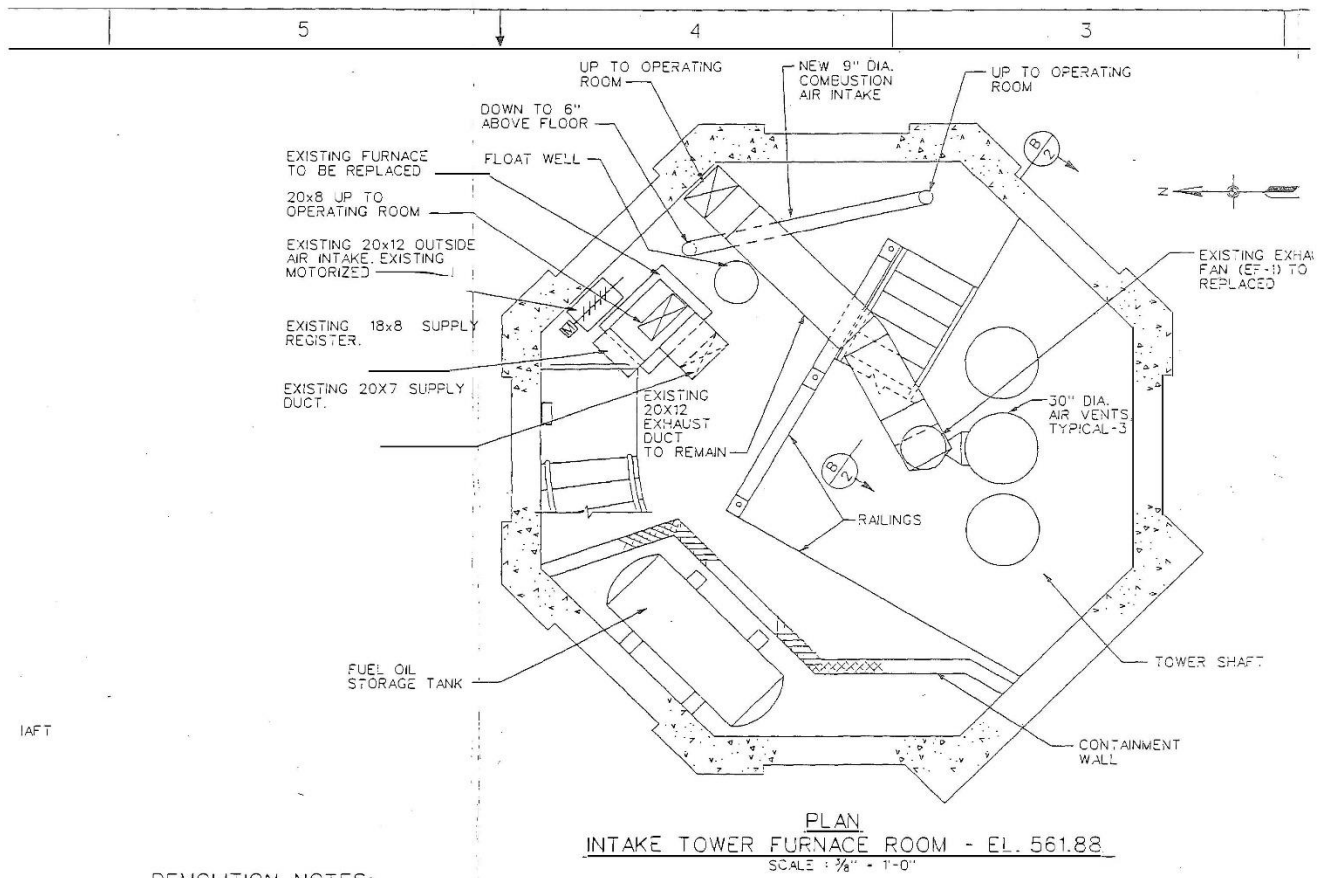 5
4
3
UP TO OPERATING
ROOM
NEW 9" DIA.
COMBUSTION
AIR INTAKE
UP TO OPERATING
ROOM
DOWN TO 6"
ABOVE FLOOR
EXISTING FURNACE
TO BE REPLACED
FLOAT WELL
B
2
20x8 UP TO
OPERATING ROOM
N
EXISTING 20x12 OUTSIDE
AIR INTAKE. EXISTING
MOTORIZED
EXISTING EXHAU
FAN (EF-1) TO
REPLACED
M
EXISTING 18x8 SUPPLY
REGISTER.
EXISTING 20X7 SUPPLY
DUCT.
EXISTING
20X12
EXHAUST
DUCT
TO REMAIN
30" DIA.
AIR VENTS,
TYPICAL-3
B
2
RAILINGS
FUEL OIL
STORAGE TANK
TOWER SHAFT
IAFT
CONTAINMENT
WALL
PLAN
INTAKE TOWER FURNACE ROOM - EL. 561.88
SCALE : 3/8" = 1'-0"
DEMOLITION NOTES: